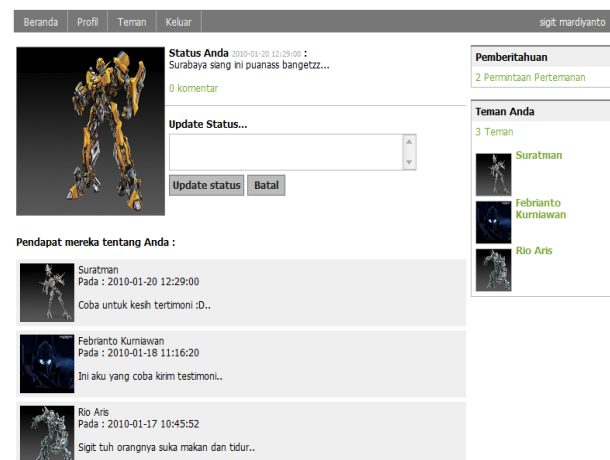 Beranda Profil Teman Keluar sigit mardiyanto
Status Anda 2010-01-20 12:29:00 :
Surabaya siang ini puanass bangetzz...
0 komentar
Update Status...
Update status Batal
Pemberitahuan
2 Permintaan Pertemanan
Teman Anda
3 Teman
Suratman
Febrianto
Kurniawan
Rio Aris
Pendapat mereka tentang Anda :
Suratman
Pada : 2010-01-20 12:29:00
Coba untuk kesih tertimoni :D..
Febrianto Kurniawan
Pada : 2010-01-18 11:16:20
Ini aku yang coba kirim testimoni..
Rio Aris
Pada : 2010-01-17 10:45:52
Sigit tuh orangnya suka makan dan tidur..